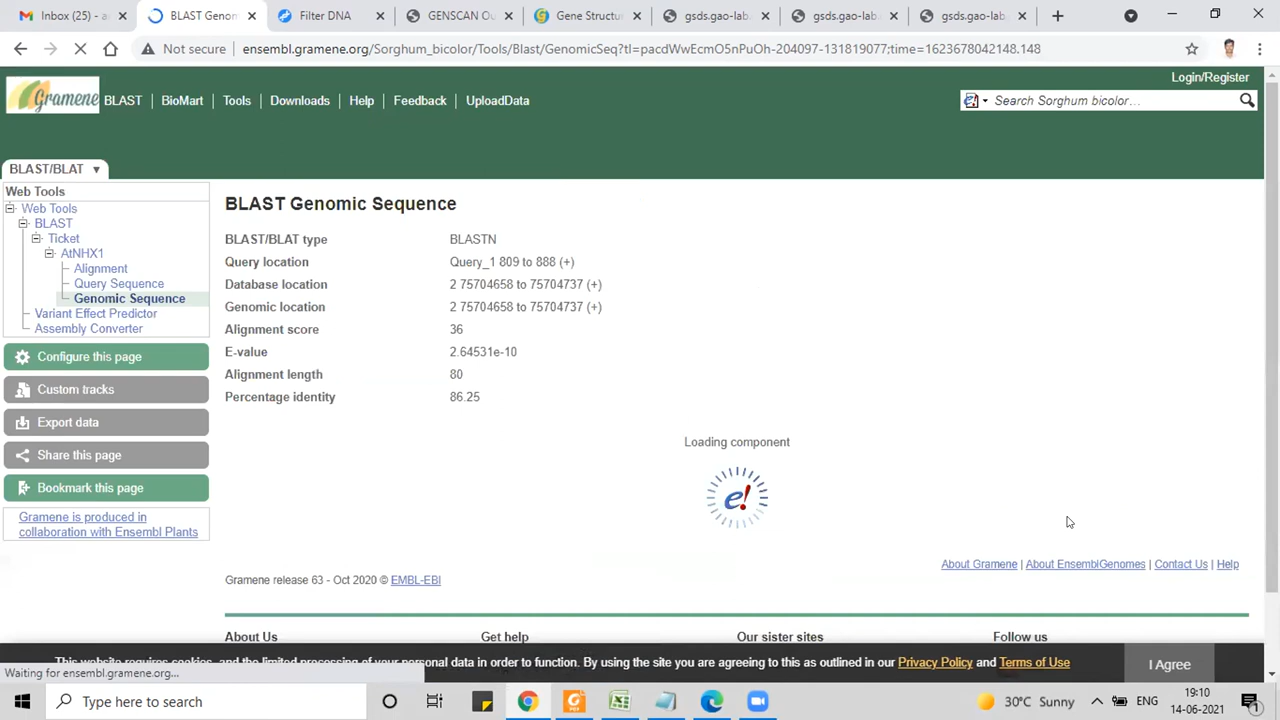 Inbox (25) - a
BLAST Genom
Filter DNA
GENSCAN Ou
Gene Structur
gsds.gao-lab.
gsds.gao-lab.
gsds.gao-lab.
Not secure
ensembl.gramene.org/Sorghum_bicolor/Tools/Blast/GenomicSeq?tl=pacdWwEcmO5nPuOh-204097-131819077;time=1623678042148.148
Login/Register
Gramene
BLAST
BioMart
Tools
Downloads
Help
Feedback
UploadData
e! Search Sorghum bicolor…
BLAST/BLAT ▼
Web Tools
Web Tools
BLAST
Ticket
AtNHX1
Alignment
Query Sequence
Genomic Sequence
Variant Effect Predictor
Assembly Converter
Configure this page
Custom tracks
Export data
Share this page
Bookmark this page
Gramene is produced in
collaboration with Ensembl Plants
BLAST Genomic Sequence
BLAST/BLAT type BLASTN
Query location Query_1 809 to 888 (+)
Database location 2 75704658 to 75704737 (+)
Genomic location 2 75704658 to 75704737 (+)
Alignment score 36
E-value 2.64531e-10
Alignment length 80
Percentage identity 86.25
Loading component
e!
About Gramene | About EnsemblGenomes | Contact Us | Help
Gramene release 63 - Oct 2020 © EMBL-EBI
About Us
Get help
Our sister sites
Follow us
This website requires cookies, and the limited processing of your personal data in order to function. By using the site you are agreeing to this as outlined in our Privacy Policy and Terms of Use
I Agree
Waiting for ensembl.gramene.org...
Type here to search
30°C Sunny
ENG
19:10
14-06-2021
1